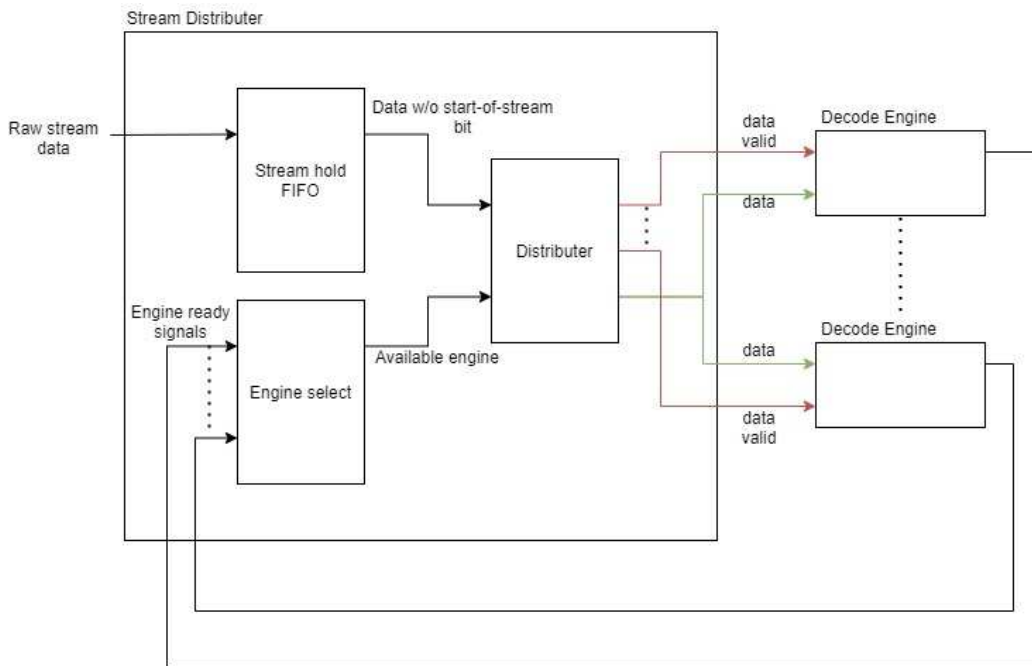 Stream Distributer
Raw stream
data
Stream hold
FIFO
Data w/o start-of-stream
bit
Distributer
data
valid
Decode Engine
data
Engine ready
signals
Engine select
Available engine
Decode Engine
data
data
valid